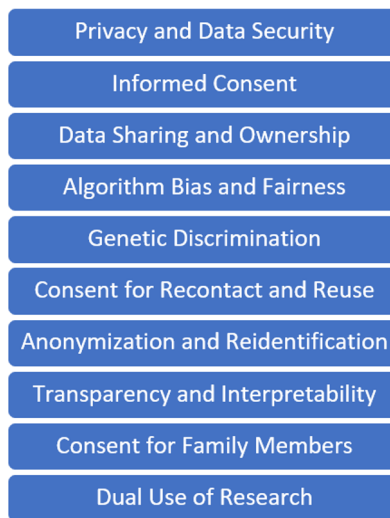 Privacy and Data Security
Informed Consent
Data Sharing and Ownership
Algorithm Bias and Fairness
Genetic Discrimination
Consent for Recontact and Reuse
Anonymization and Reidentification
Transparency and Interpretability
Consent for Family Members
Dual Use of Research